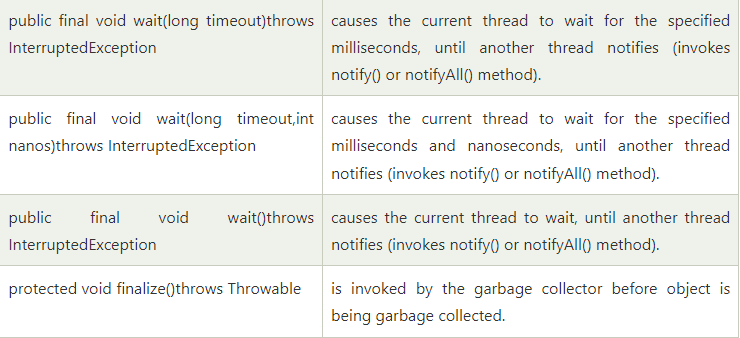 public final void wait(long timeout)throws
InterruptedException
causes the current thread to wait for the specified
milliseconds, until another thread notifies (invokes
notify() or notifyAll() method).
public final void wait(long timeout,int
nanos)throws InterruptedException
causes the current thread to wait for the specified
milliseconds and nanoseconds, until another thread
notifies (invokes notify() or notifyAll() method).
public final void wait()throws
InterruptedException
causes the current thread to wait, until another thread
notifies (invokes notify() or notifyAll() method).
protected void finalize()throws Throwable
is invoked by the garbage collector before object is
being garbage collected.